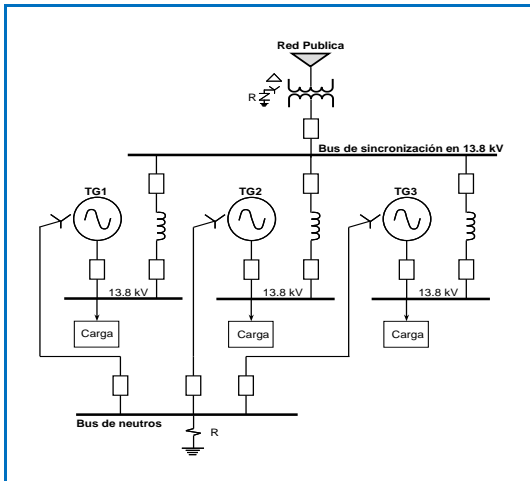 Red Publica
R
Bus de sincronización en 13.8 kV
TG1
TG2
TG3
13.8 kV
13.8 kV
13.8 kV
Carga
Carga
Carga
Bus de neutros
R